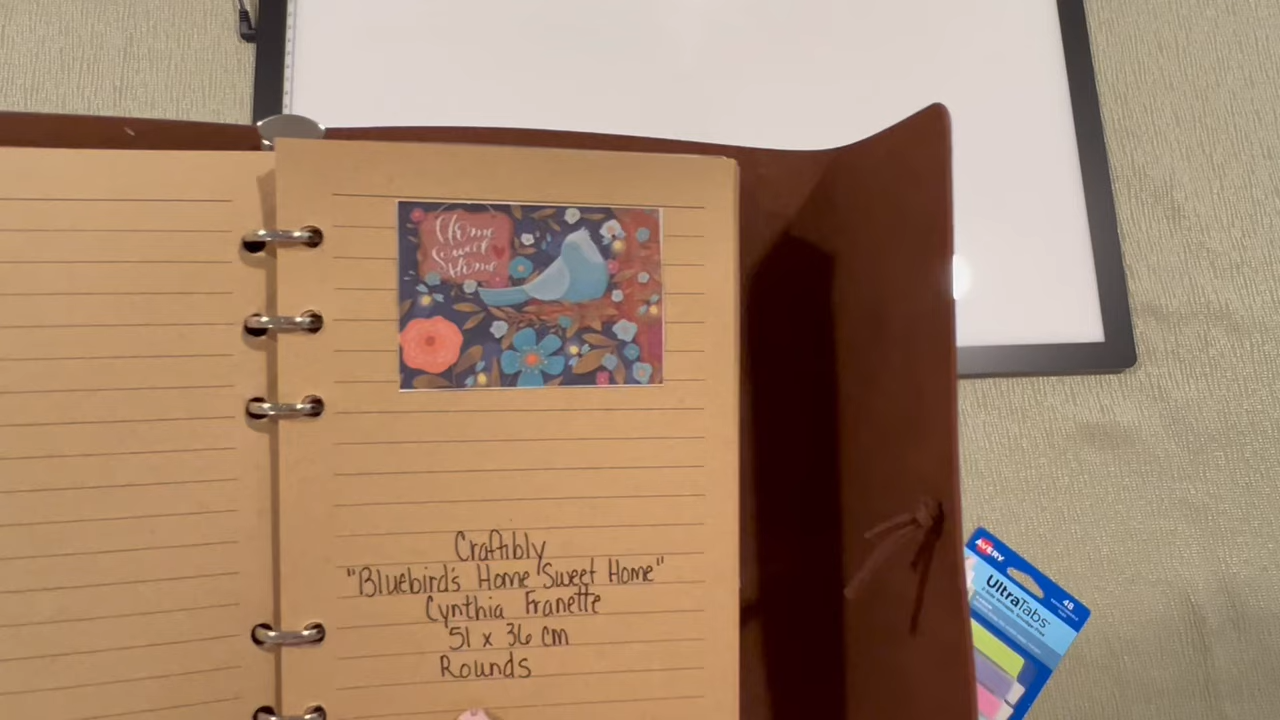 Home
Sweet
Home
Craftibly
"Bluebird's Home Sweet Home"
Cynthia Franette
51 x 36 cm
Rounds
AVERY
UltraTabs
48